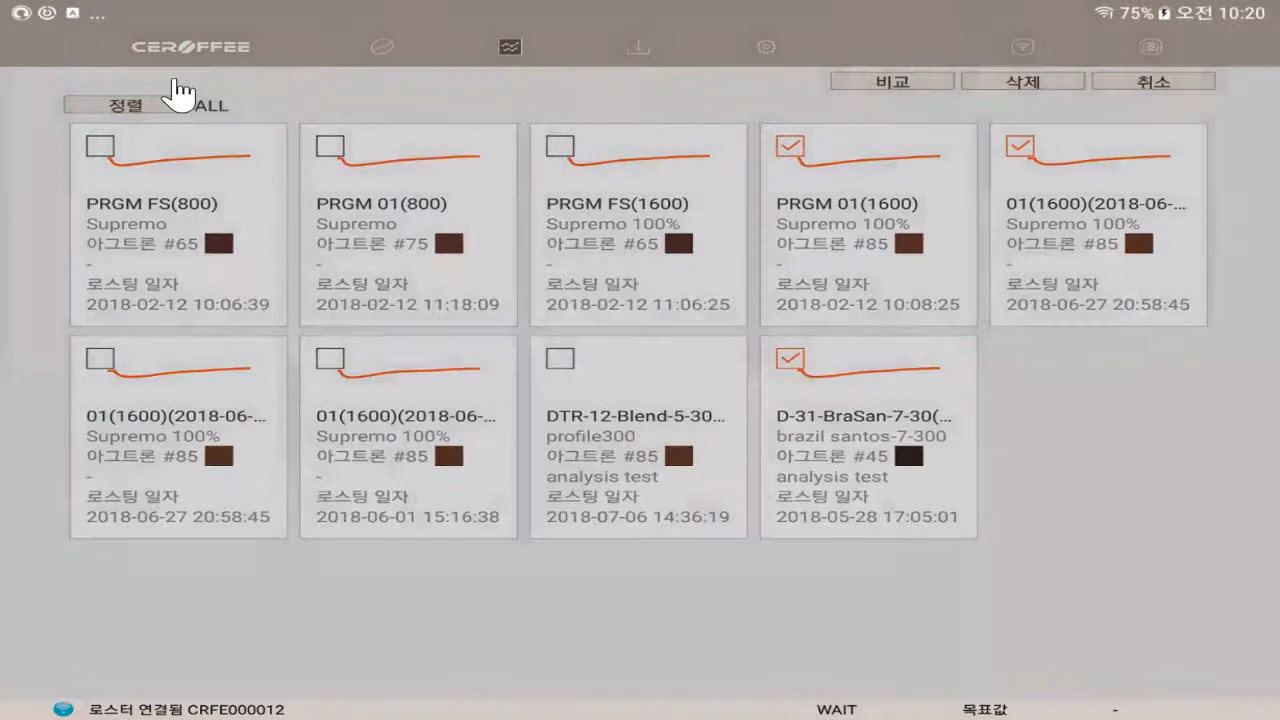 A ...
75% 오전 10:20
CEROFFEE
비교
삭제
취소
정렬
ALL
PRGM FS(800)
Supremo
아그트론 #65
-
로스팅 일자
2018-02-12 10:06:39
PRGM 01(800)
Supremo
아그트론 #75
-
로스팅 일자
2018-02-12 11:18:09
PRGM FS(1600)
Supremo 100%
아그트론 #65
-
로스팅 일자
2018-02-12 11:06:25
PRGM 01(1600)
Supremo 100%
아그트론 #85
-
로스팅 일자
2018-02-12 10:08:25
01(1600)(2018-06-...
Supremo 100%
아그트론 #85
-
로스팅 일자
2018-06-27 20:58:45
01(1600)(2018-06-...
Supremo 100%
아그트론 #85
-
로스팅 일자
2018-06-27 20:58:45
01(1600)(2018-06-...
Supremo 100%
아그트론 #85
-
로스팅 일자
2018-06-01 15:16:38
DTR-12-Blend-5-30...
profile300
아그트론 #85
analysis test
로스팅 일자
2018-07-06 14:36:19
D-31-BraSan-7-30(...
brazil santos-7-300
아그트론 #45
analysis test
로스팅 일자
2018-05-28 17:05:01
로스터 연결됨 CRFE000012
WAIT
목표값
-